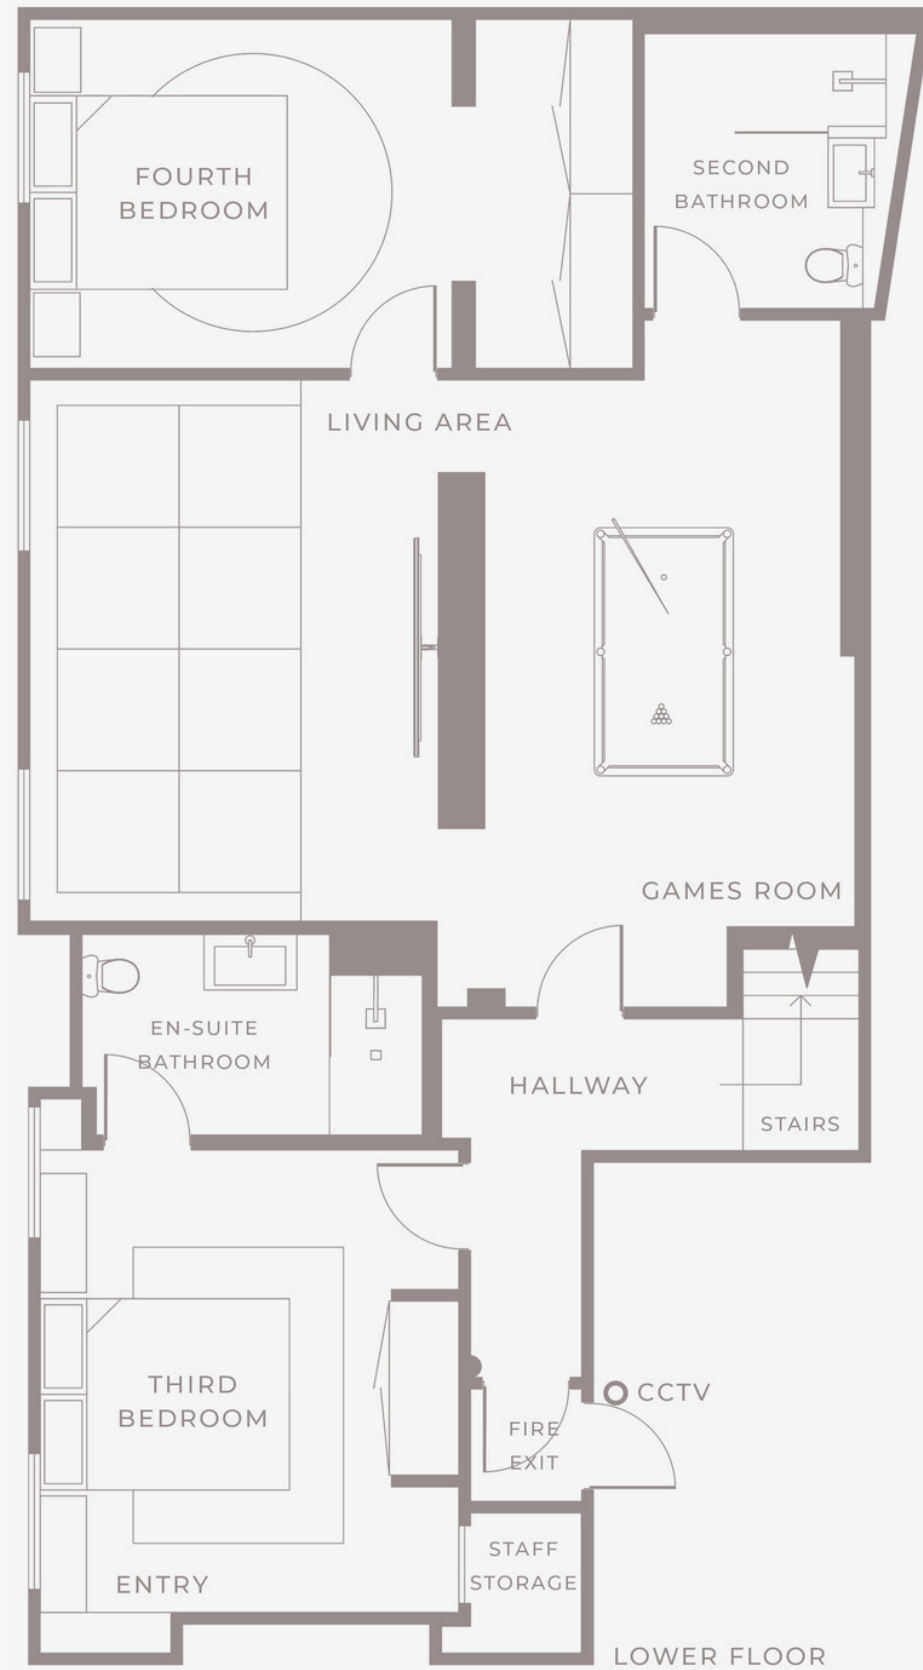 FOURTH
BEDROOM
SECOND
BATHROOM
LIVING AREA
GAMES ROOM
EN-SUITE
BATHROOM
HALLWAY
STAIRS
THIRD
BEDROOM
CCTV
FIRE
EXIT
STAFF
STORAGE
ENTRY
LOWER FLOOR